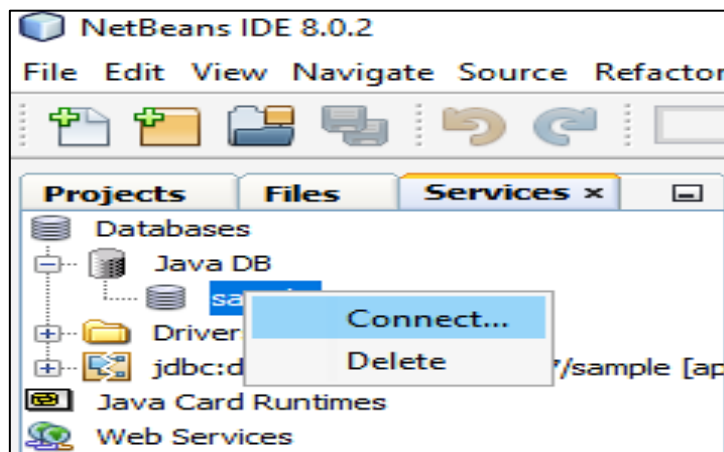 NetBeans IDE 8.0.2
File Edit View Navigate Source Refactor
Projects Files Services ×
Databases
Java DB
Connect...
Delete
jdbc:d 7/sample [ap
Java Card Runtimes
Web Services